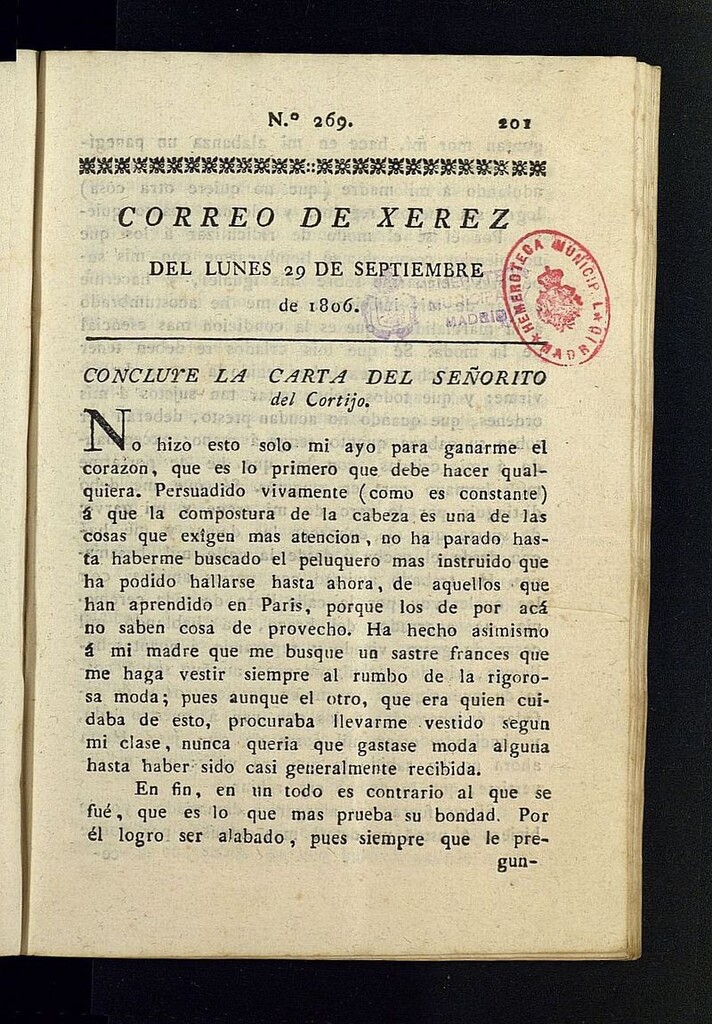 N.º 269. 201
CORREO DE XEREZ
DEL LUNES 29 DE SEPTIEMBRE
de 1806.
HEMEROTECA MUNICIPAL
MADRID
MADRID
CONCLUYE LA CARTA DEL SEÑORITO
del Cortijo.
No hizo esto solo mi ayo para ganarme el
corazon, que es lo primero que debe hacer qual-
quiera. Persuadido vivamente (como es constante)
á que la compostura de la cabeza es una de las
cosas que exîgen mas atencion, no ha parado has-
ta haberme buscado el peluquero mas instruido que
ha podido hallarse hasta ahora, de aquellos que
han aprendido en Paris, porque los de por acá
no saben cosa de provecho. Ha hecho asimismo
á mi madre que me busque un sastre frances que
me haga vestir siempre al rumbo de la rigoro-
sa moda; pues aunque el otro, que era quien cui-
daba de esto, procuraba llevarme vestido segun
mi clase, nunca queria que gastase moda alguna
hasta haber sido casi generalmente recibida.
En fin, en un todo es contrario al que se
fué, que es lo que mas prueba su bondad. Por
él logro ser alabado, pues siempre que le pre-
gun-